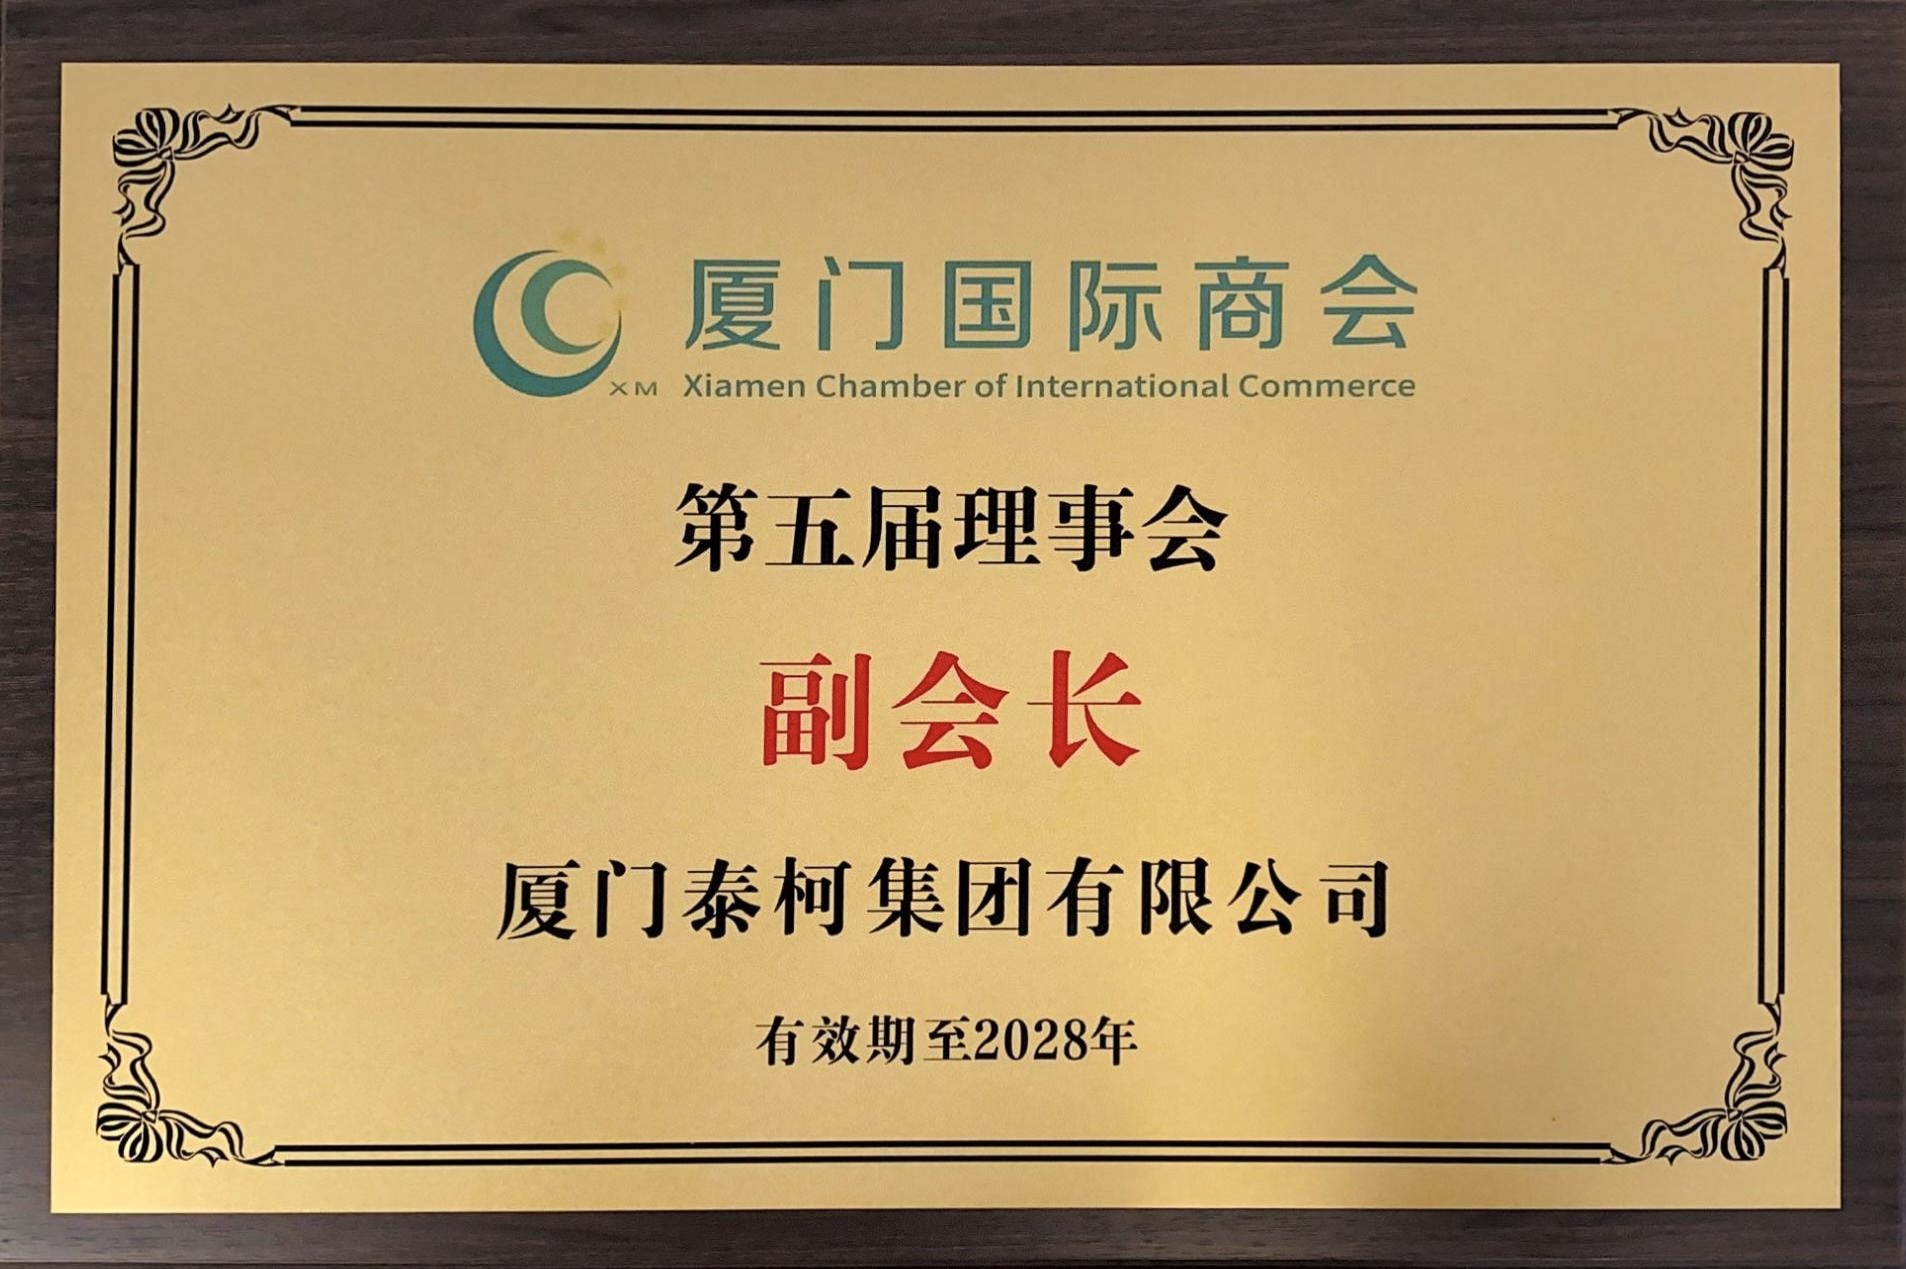 厦门国际商会
XM Xiamen Chamber of International Commerce
第五届理事会
副会长
厦门泰柯集团有限公司
有效期至2028年